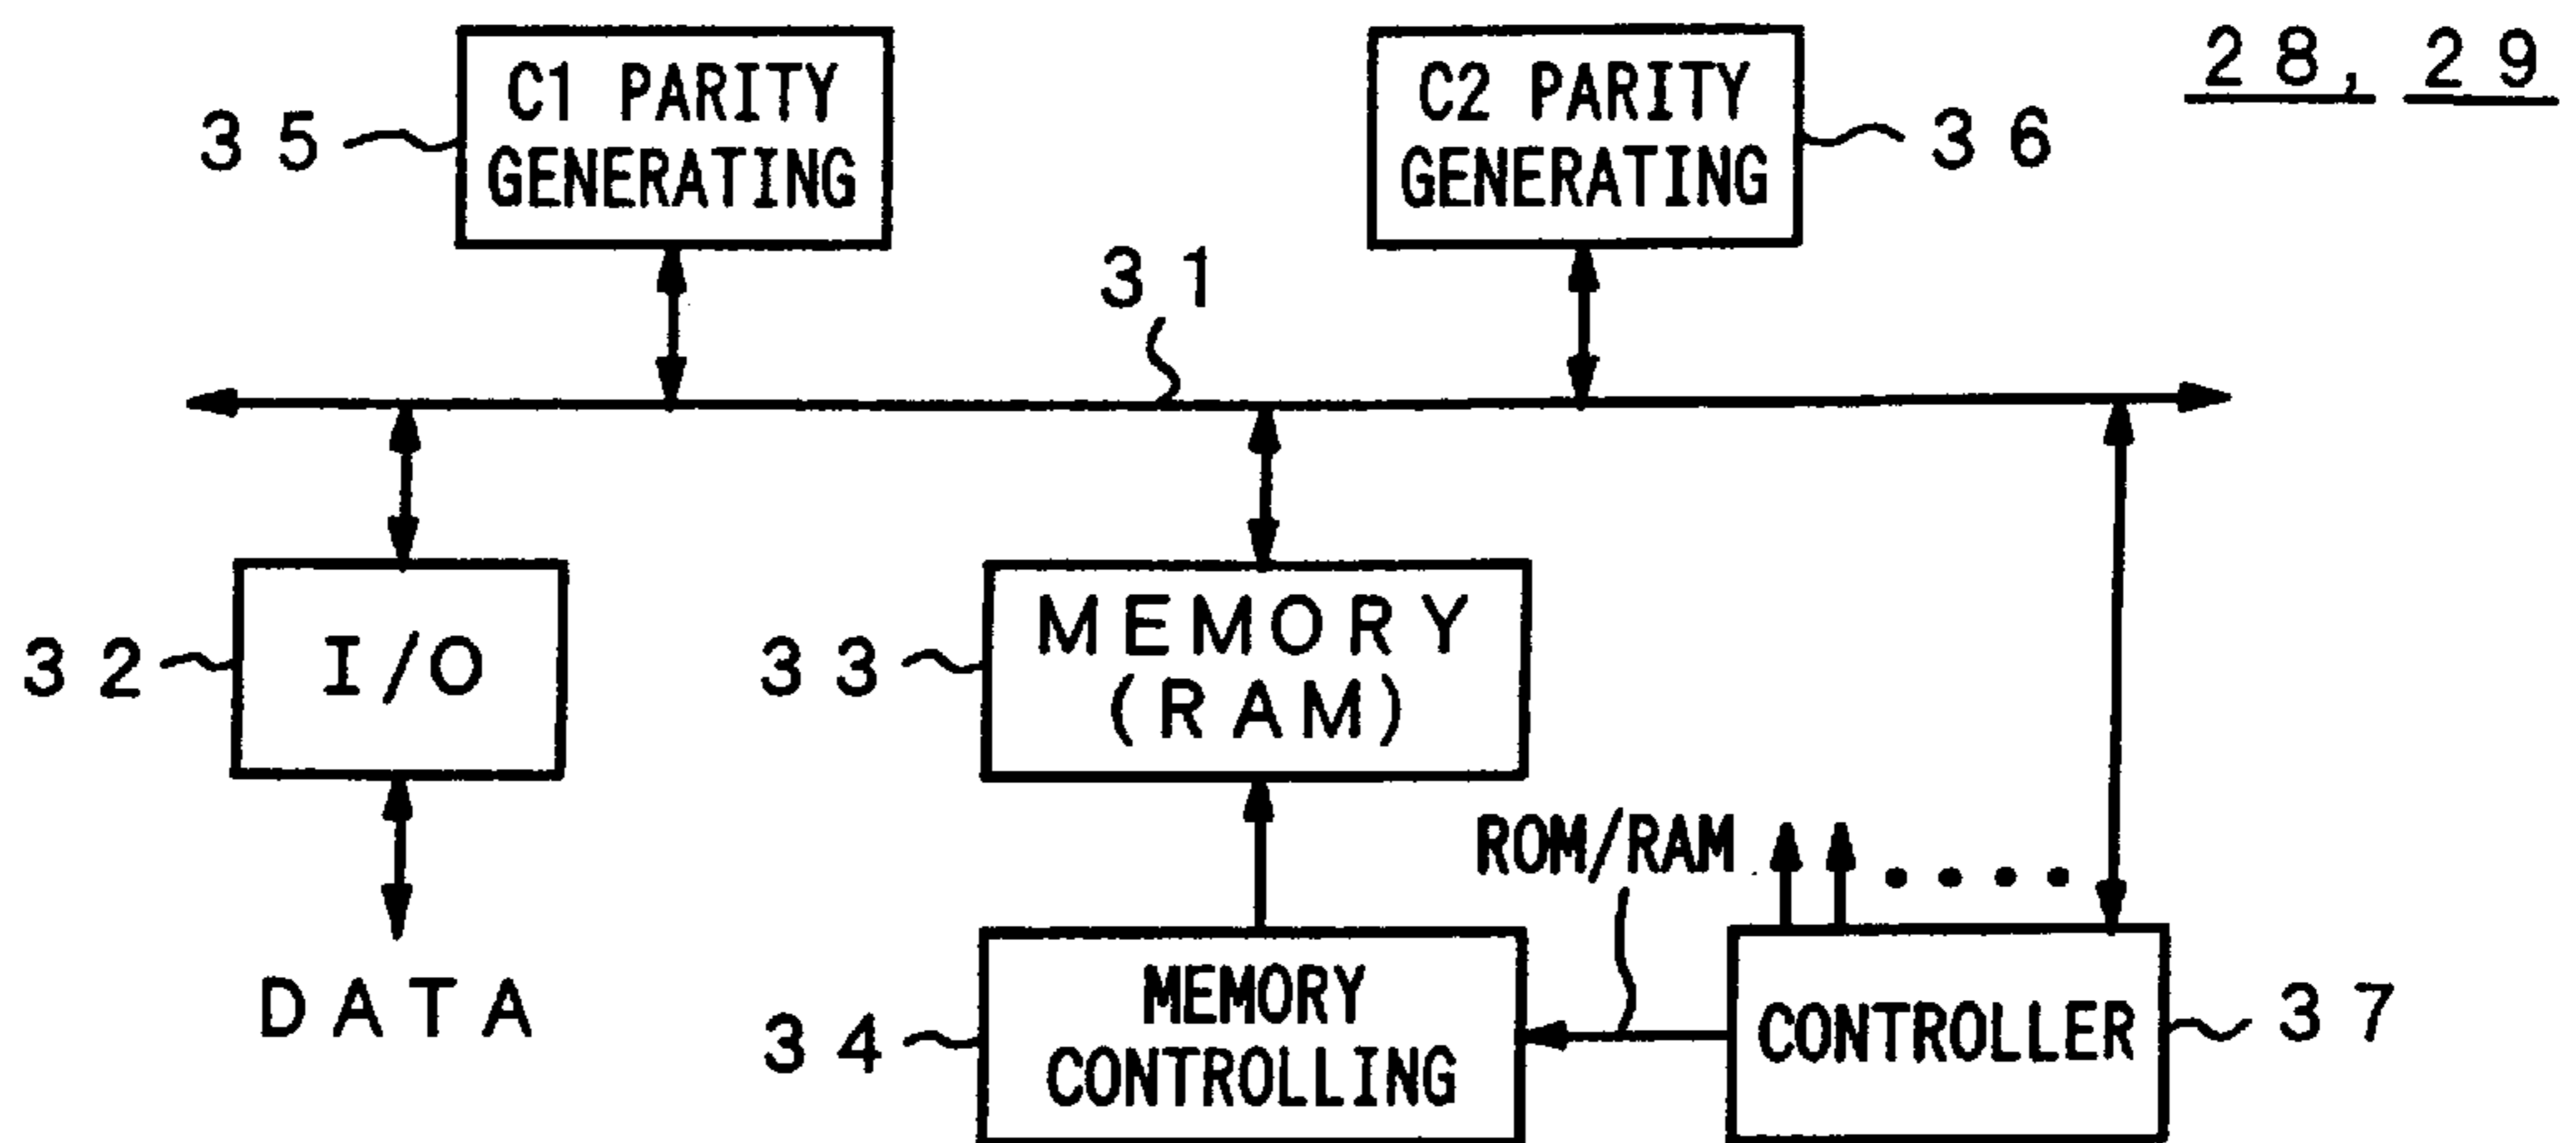 28, 29
C1 PARITY
GENERATING
35
C2 PARITY
GENERATING
36
31
32
I/O
33
MEMORY
(RAM)
DATA
ROM/RAM
34
MEMORY
CONTROLLING
CONTROLLER
37